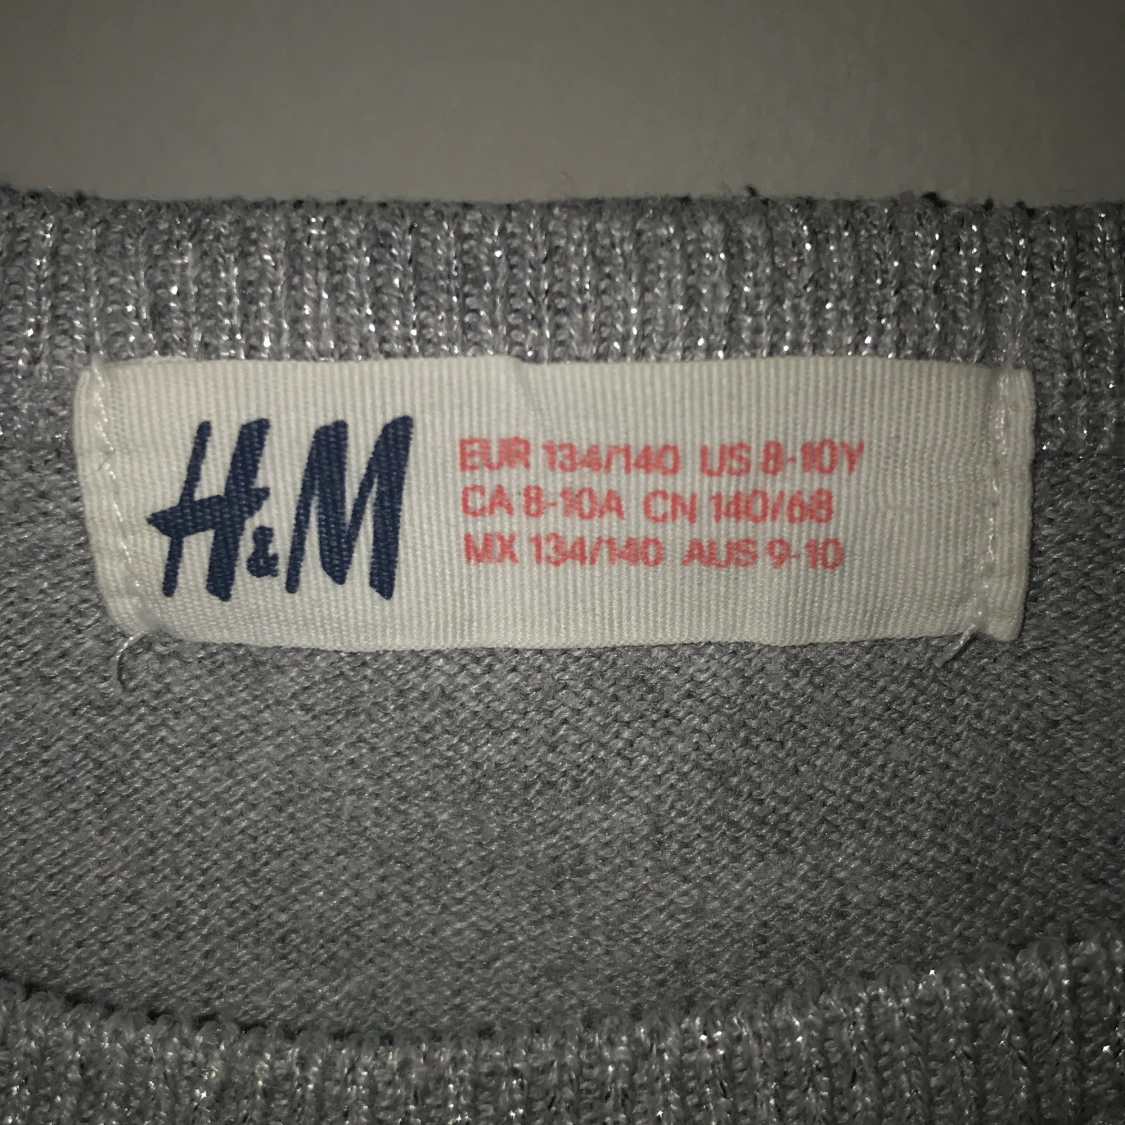 H&M
EUR 134/140 US 8-10Y
CA 8-10A CN 140/68
MX 134/140 AUS 9-10